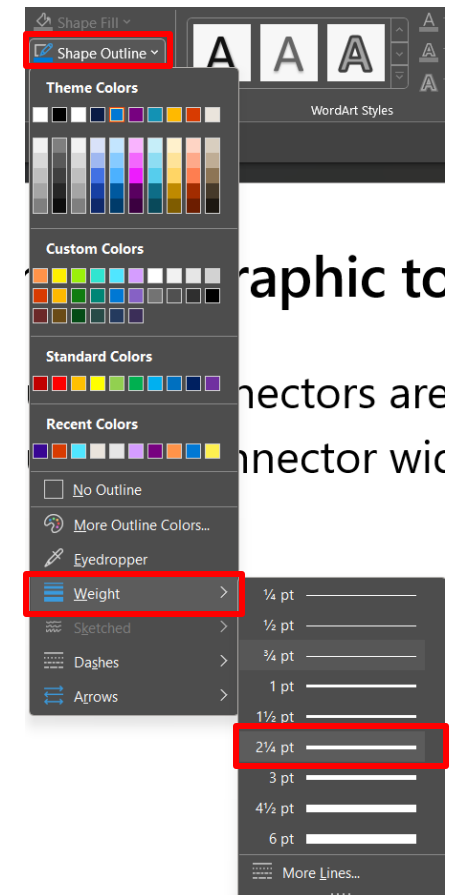 Shape Fill
Shape Outline
A A A
A
A
A
WordArt Styles
Theme Colors
Custom Colors
raphic to
Standard Colors
nectors are
Recent Colors
nnector wid
No Outline
More Outline Colors...
Eyedropper
Weight
¼ pt
½ pt
Sketched
¾ pt
Dashes
1 pt
Arrows
1½ pt
2¼ pt
3 pt
4½ pt
6 pt
More Lines...